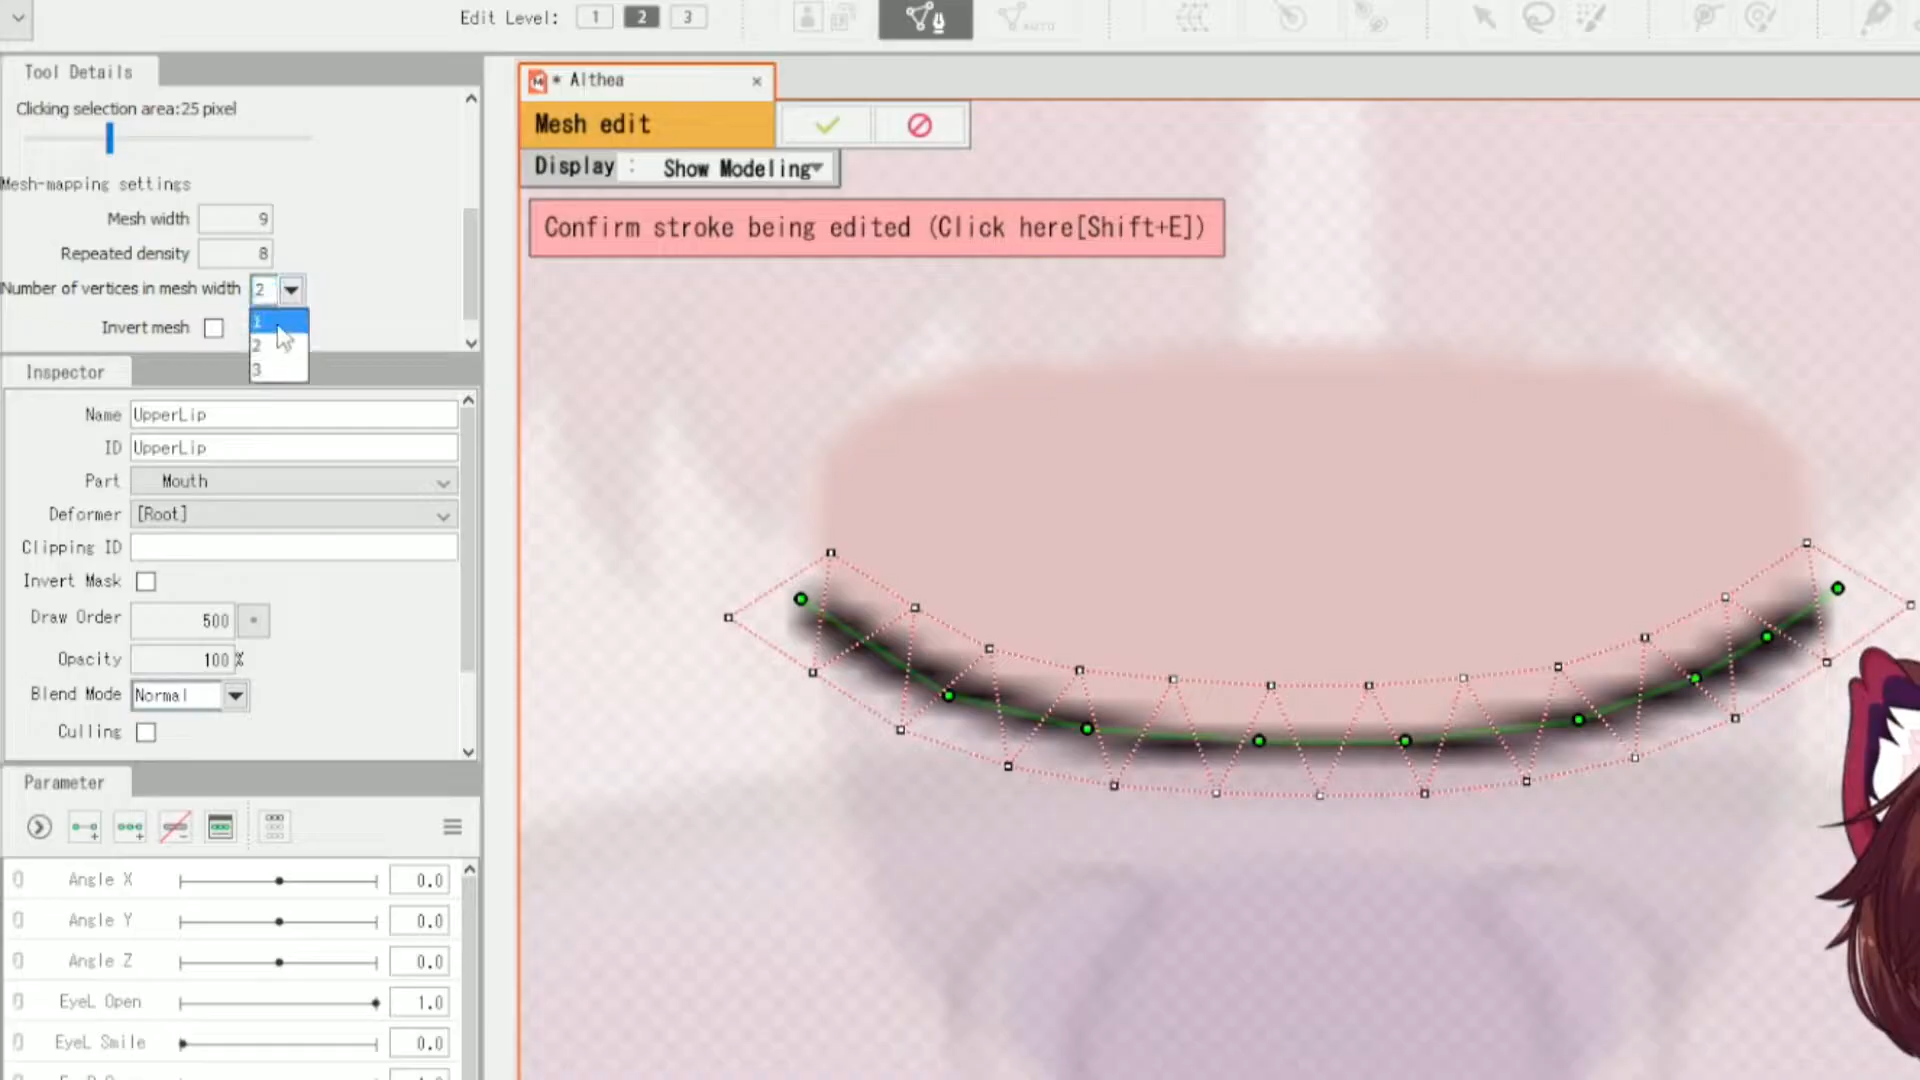 Edit Level: 1 2 3
AUTO
Tool Details
Clicking selection area:25 pixel
Mesh-mapping settings
Mesh width 9
Repeated density 8
Number of vertices in mesh width 2
1
2
3
Invert mesh
Inspector
Name UpperLip
ID UpperLip
Part Mouth
Deformer [Root]
Clipping ID
Invert Mask
Draw Order 500
Opacity 100 %
Blend Mode Normal
Culling
Parameter
Angle X 0.0
Angle Y 0.0
Angle Z 0.0
EyeL Open 1.0
EyeL Smile 0.0
* Althea ×
Mesh edit
Display : Show Modeling
Confirm stroke being edited (Click here[Shift+E])